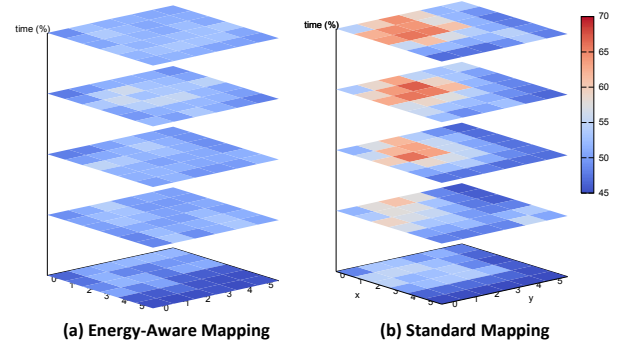 time (%)
0 1 2 3 4 5
0 1 2 3 4 5
(a) Energy-Aware Mapping
time (%)
0 1 2 3 4 5
x
0 1 2 3 4 5
y
(b) Standard Mapping
70
65
60
55
50
45